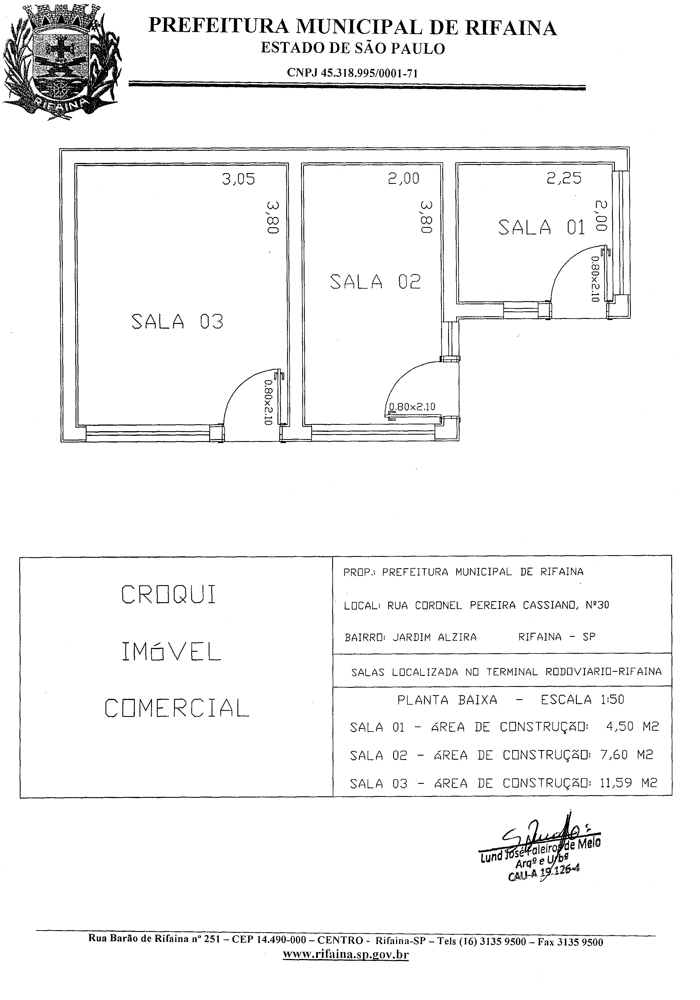 PREFEITURA MUNICIPAL DE RIFAINA
ESTADO DE SÃO PAULO
CNPJ 45.318.995/0001-71
RIFAINA
3,05
2,00
2,25
3,80
3,80
2,00
SALA 01
0.80x2.10
SALA 02
SALA 03
0.80x2.10
0.80x2.10
CROQUI
IMóVEL
COMERCIAL
PROP.: PREFEITURA MUNICIPAL DE RIFAINA
LOCAL: RUA CORONEL PEREIRA CASSIANO, Nº30
BAIRRO: JARDIM ALZIRA RIFAINA - SP
SALAS LOCALIZADA NO TERMINAL RODOVIARIO-RIFAINA
PLANTA BAIXA - ESCALA 1:50
SALA 01 - ÁREA DE CONSTRUÇÃO: 4,50 M2
SALA 02 - ÁREA DE CONSTRUÇÃO: 7,60 M2
SALA 03 - ÁREA DE CONSTRUÇÃO: 11,59 M2
Lund José Faleiros de Melo
Arqº e Urbº
CAU-A 19.126-4
Rua Barão de Rifaina nº 251 – CEP 14.490-000 – CENTRO - Rifaina-SP – Tels (16) 3135 9500 – Fax 3135 9500
www.rifaina.sp.gov.br